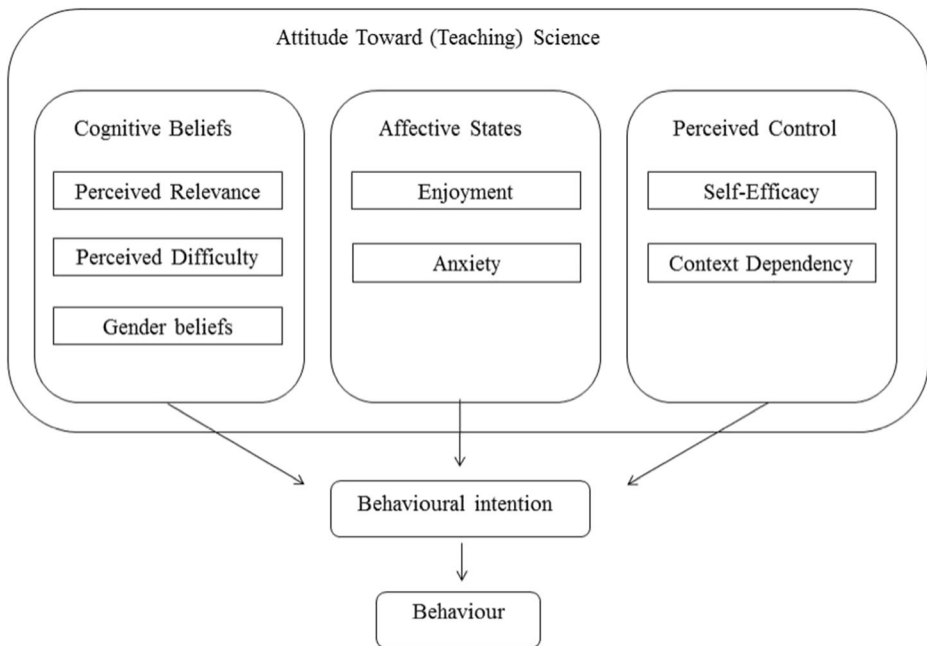 Attitude Toward (Teaching) Science
Cognitive Beliefs
Perceived Relevance
Perceived Difficulty
Gender beliefs
Affective States
Enjoyment
Anxiety
Perceived Control
Self-Efficacy
Context Dependency
Behavioural intention
Behaviour